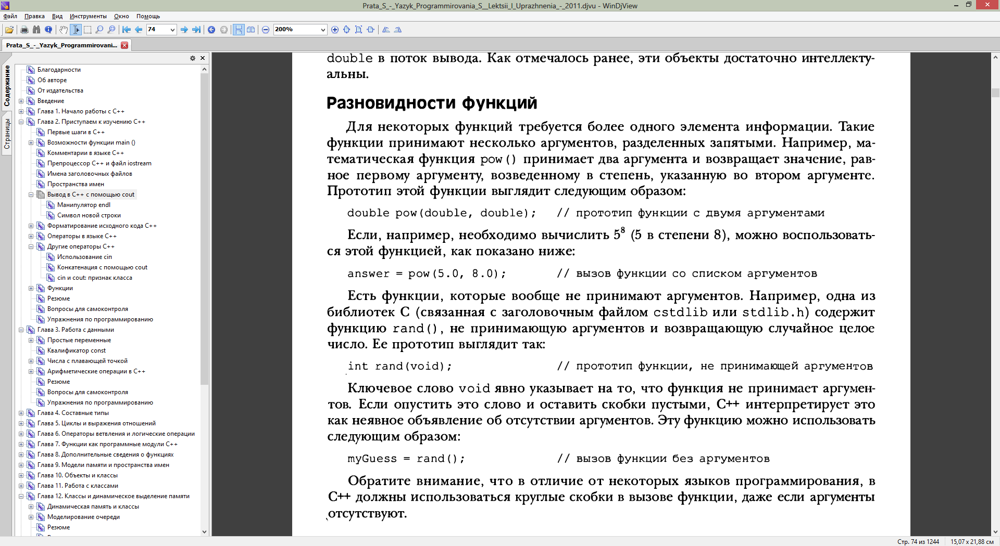 Prata_S_-_Yazyk_Programmirovania_S__Lektsii_I_Uprazhnenia_-_2011.djvu - WinDjView
Файл Правка Вид Инструменты Окно Помощь
74
200%
Prata_S_-_Yazyk_Programmirovani...
Содержание
Страницы
Благодарности
Об авторе
От издательства
Введение
Глава 1. Начало работы с C++
Глава 2. Приступаем к изучению C++
Первые шаги в C++
Возможности функции main ()
Комментарии в языке C++
Препроцессор C++ и файл iostream
Имена заголовочных файлов
Пространства имен
Вывод в C++ с помощью cout
Манипулятор endl
Символ новой строки
Форматирование исходного кода C++
Операторы в языке C++
Другие операторы C++
Использование cin
Конкатенация с помощью cout
cin и cout: признак класса
Функции
Резюме
Вопросы для самоконтроля
Упражнения по программированию
Глава 3. Работа с данными
Простые переменные
Квалификатор const
Числа с плавающей точкой
Арифметические операции в C++
Резюме
Вопросы для самоконтроля
Упражнения по программированию
Глава 4. Составные типы
Глава 5. Циклы и выражения отношений
Глава 6. Операторы ветвления и логические операции
Глава 7. Функции как программные модули C++
Глава 8. Дополнительные сведения о функциях
Глава 9. Модели памяти и пространства имен
Глава 10. Объекты и классы
Глава 11. Работа с классами
Глава 12. Классы и динамическое выделение памяти
Динамическая память и классы
Моделирование очереди
Резюме
double в поток вывода. Как отмечалось ранее, эти объекты достаточно интеллекту-
альны.
Разновидности функций
Для некоторых функций требуется более одного элемента информации. Такие
функции принимают несколько аргументов, разделенных запятыми. Например, ма-
тематическая функция pow() принимает два аргумента и возвращает значение, рав-
ное первому аргументу, возведенному в степень, указанную во втором аргументе.
Прототип этой функции выглядит следующим образом:
double pow(double, double); // прототип функции с двумя аргументами
Если, например, необходимо вычислить 5⁸ (5 в степени 8), можно воспользовать-
ся этой функцией, как показано ниже:
answer = pow(5.0, 8.0); // вызов функции со списком аргументов
Есть функции, которые вообще не принимают аргументов. Например, одна из
библиотек C (связанная с заголовочным файлом cstdlib или stdlib.h) содержит
функцию rand(), не принимающую аргументов и возвращающую случайное целое
число. Ее прототип выглядит так:
int rand(void); // прототип функции, не принимающей аргументов
Ключевое слово void явно указывает на то, что функция не принимает аргумен-
тов. Если опустить это слово и оставить скобки пустыми, C++ интерпретирует это
как неявное объявление об отсутствии аргументов. Эту функцию можно использовать
следующим образом:
myGuess = rand(); // вызов функции без аргументов
Обратите внимание, что в отличие от некоторых языков программирования, в
C++ должны использоваться круглые скобки в вызове функции, даже если аргументы
отсутствуют.
Стр. 74 из 1244 15,07 x 21,88 см